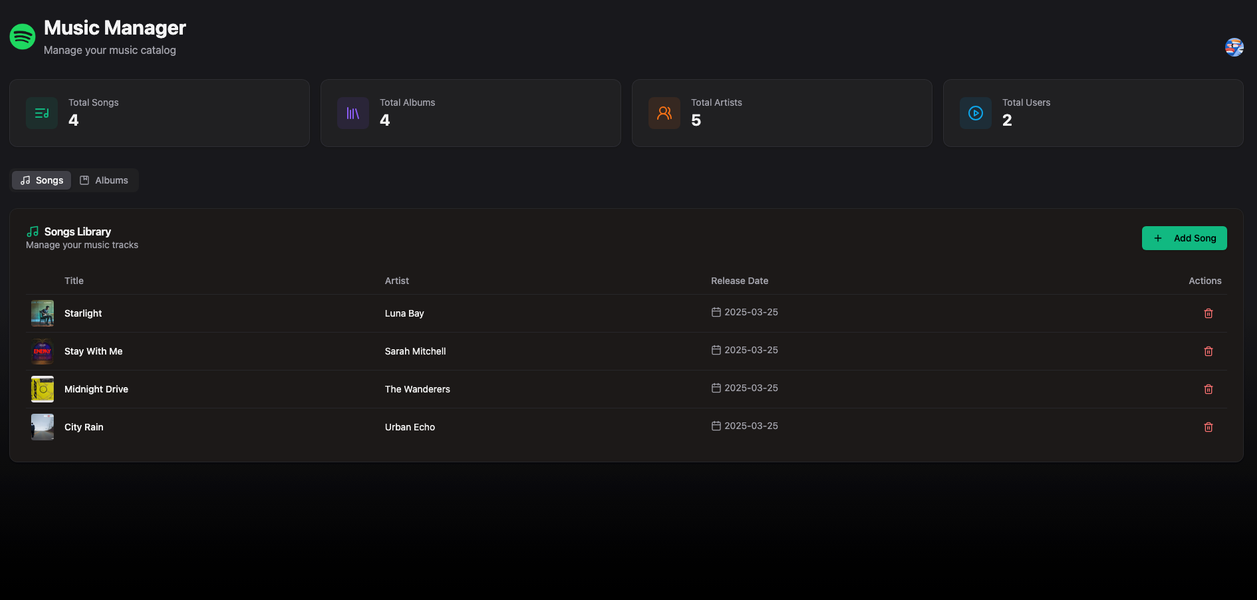 Music Manager
Manage your music catalog
Total Songs
4
Total Albums
4
Total Artists
5
Total Users
2
Songs Albums
Songs Library
Manage your music tracks
Add Song
Title Artist Release Date Actions
Starlight Luna Bay 2025-03-25
Stay With Me Sarah Mitchell 2025-03-25
Midnight Drive The Wanderers 2025-03-25
City Rain Urban Echo 2025-03-25